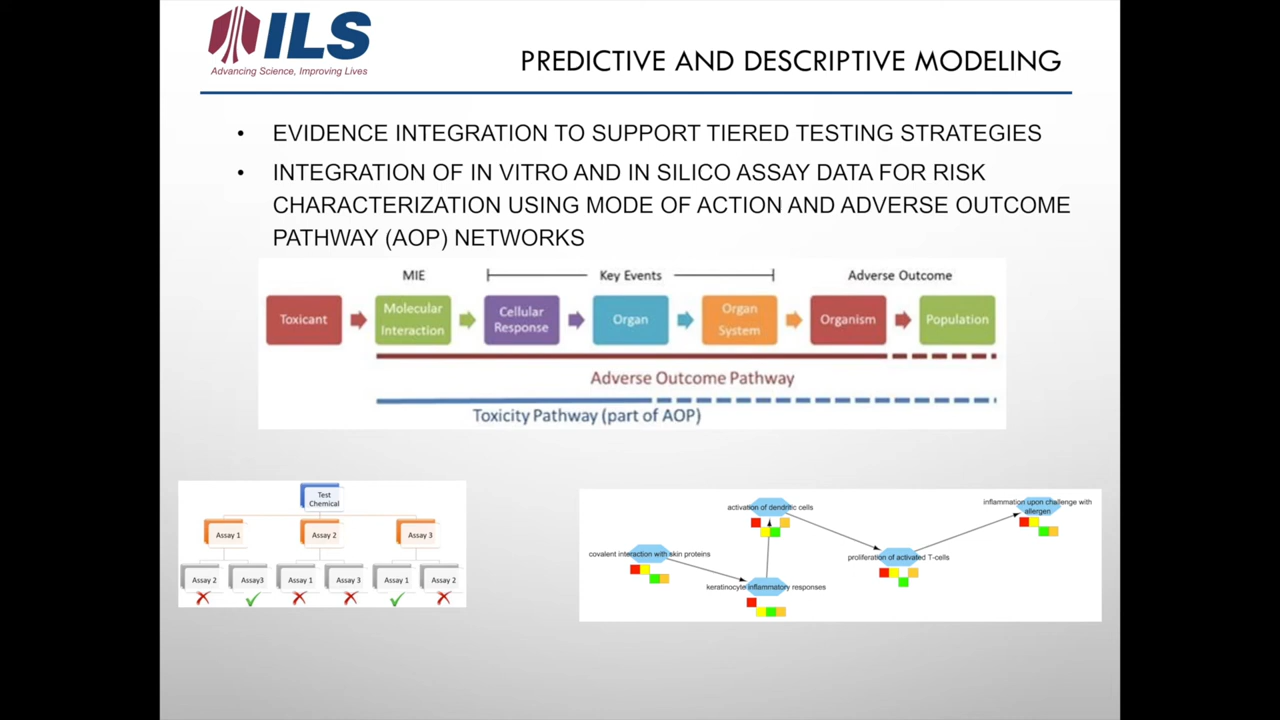 ILS
Advancing Science, Improving Lives
PREDICTIVE AND DESCRIPTIVE MODELING
• EVIDENCE INTEGRATION TO SUPPORT TIERED TESTING STRATEGIES
• INTEGRATION OF IN VITRO AND IN SILICO ASSAY DATA FOR RISK
CHARACTERIZATION USING MODE OF ACTION AND ADVERSE OUTCOME
PATHWAY (AOP) NETWORKS
MIE
Key Events
Adverse Outcome
Toxicant
Molecular
Interaction
Cellular
Response
Organ
Organ
System
Organism
Population
Adverse Outcome Pathway
Toxicity Pathway (part of AOP)
Test
Chemical
Assay 1
Assay 2
Assay 3
Assay 2
Assay3
Assay 1
Assay 3
Assay 1
Assay 2
covalent interaction with skin proteins
keratinocyte inflammatory responses
activation of dendritic cells
proliferation of activated T-cells
inflammation upon challenge with
allergen